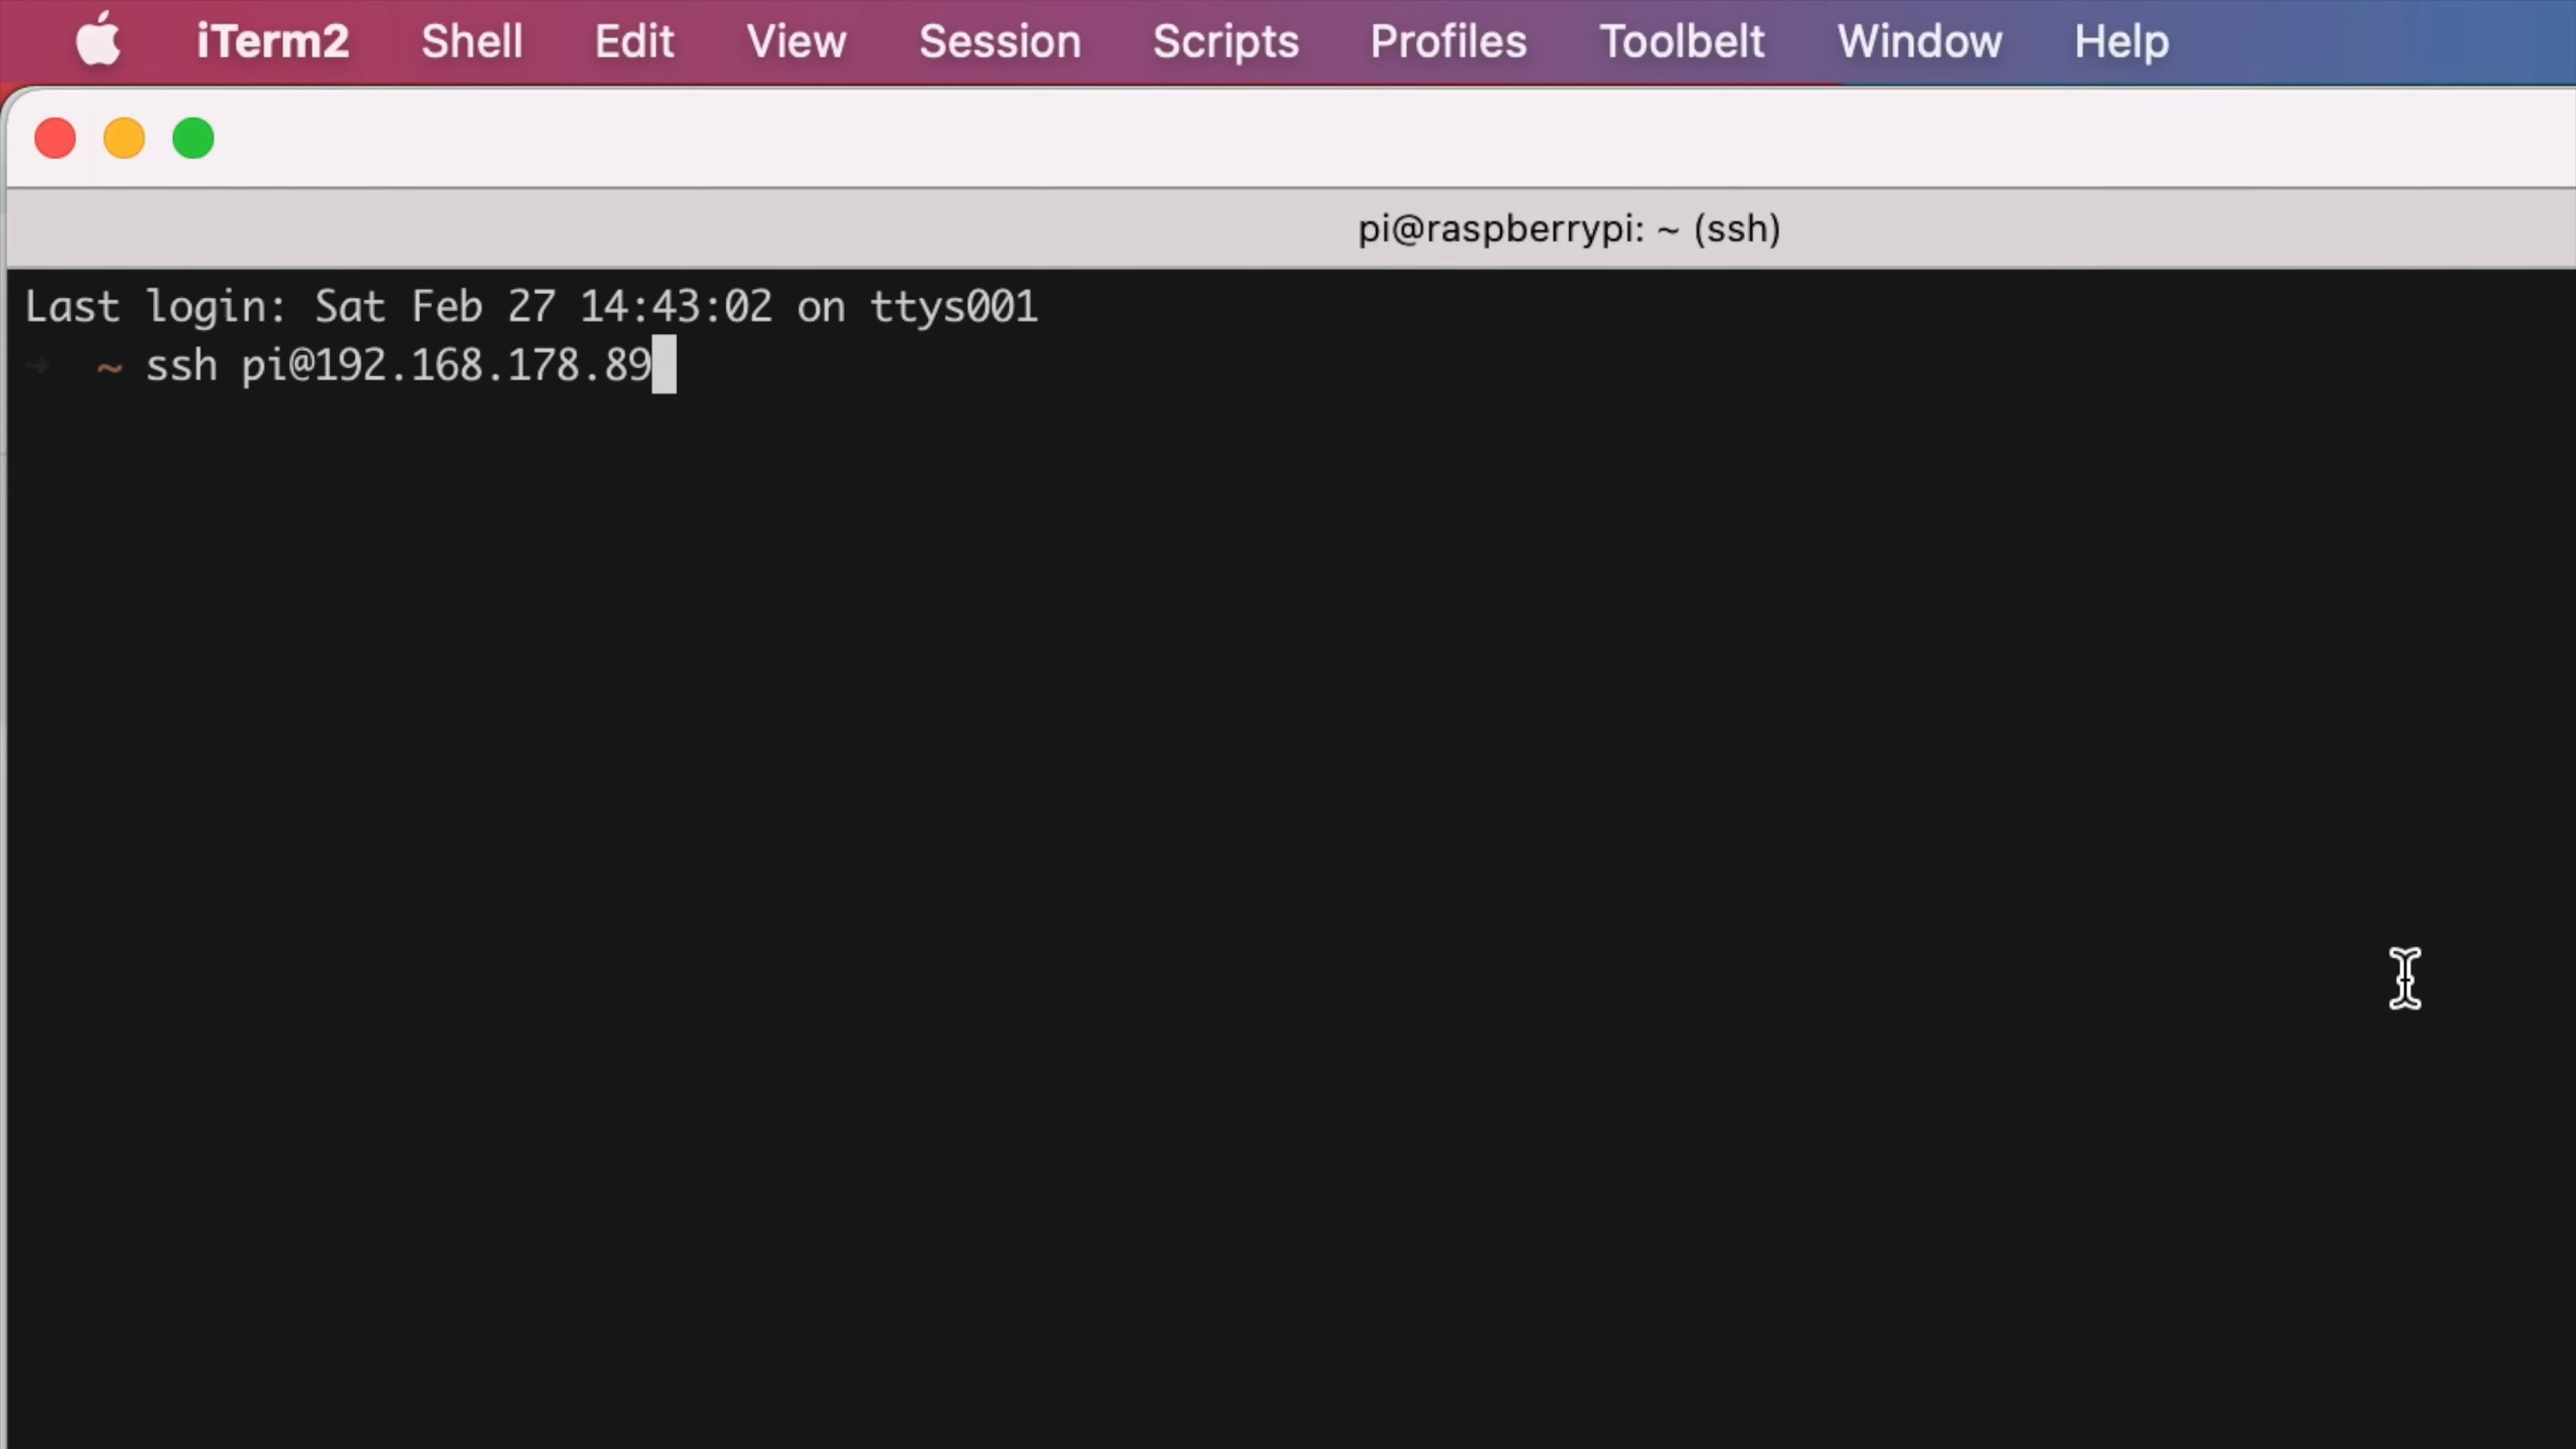 iTerm2 Shell Edit View Session Scripts Profiles Toolbelt Window Help
pi@raspberrypi: ~ (ssh)
Last login: Sat Feb 27 14:43:02 on ttys001
➜ ~ ssh pi@192.168.178.89